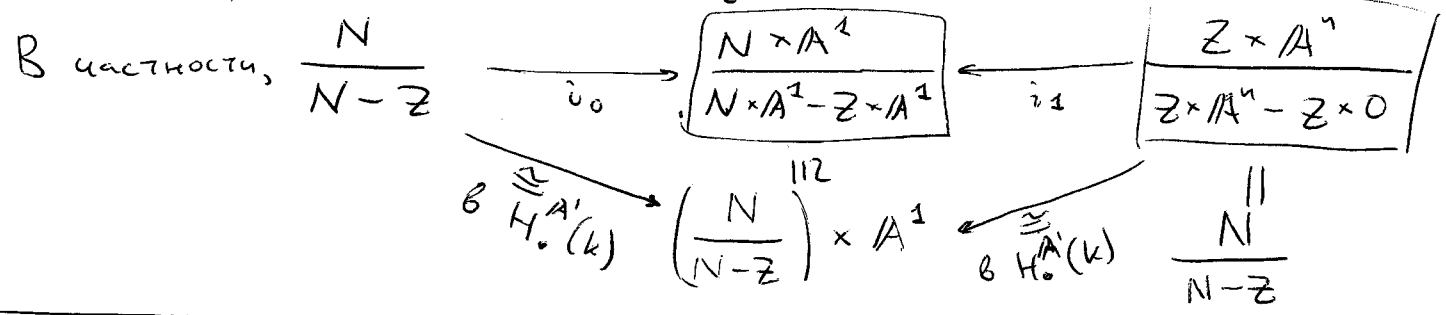 В частности, N/(N-Z) →i₀ (N×𝔸¹)/(N×𝔸¹-Z×𝔸¹) ←i₁ (Z×𝔸ⁿ)/(Z×𝔸ⁿ-Z×0)
≅ в H.^{A¹}(k) (N/(N-Z))×𝔸¹ ≅ в H.^{A¹}(k) N/(N-Z)